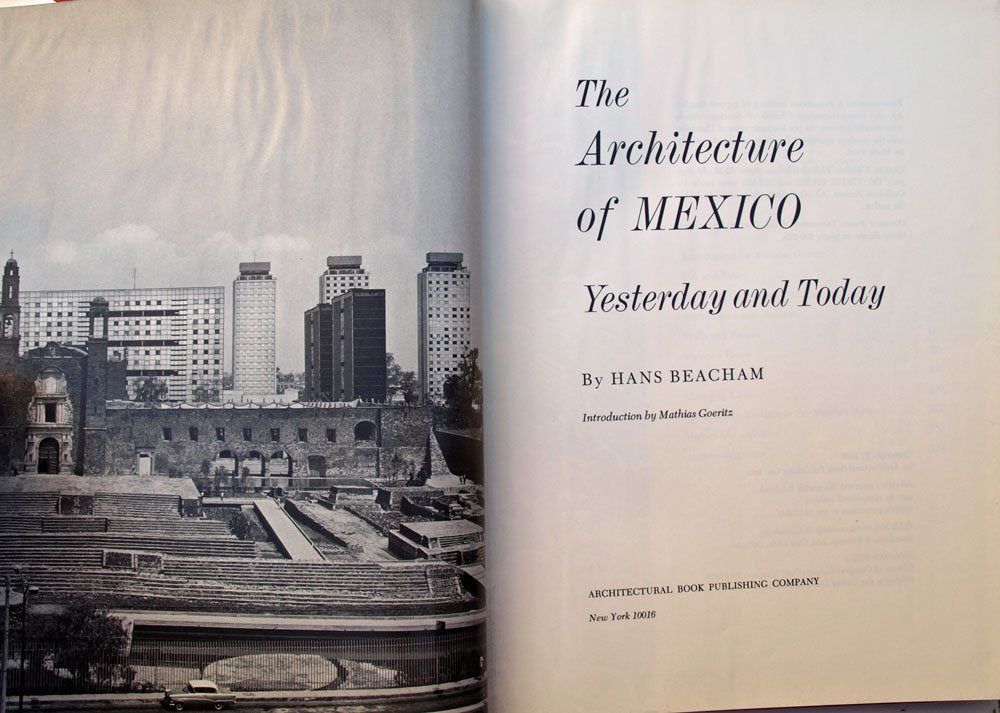 The
Architecture
of MEXICO
Yesterday and Today
By HANS BEACHAM
Introduction by Mathias Goeritz
ARCHITECTURAL BOOK PUBLISHING COMPANY
New York 10016